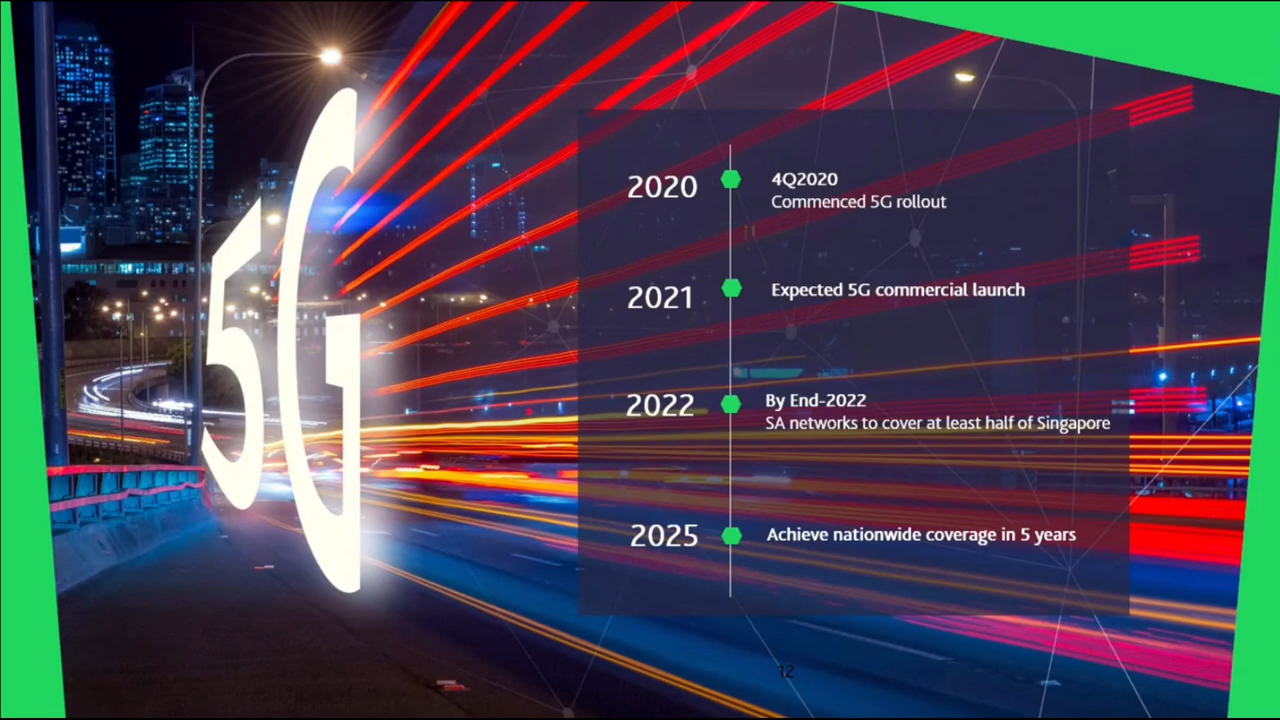 5G
2020
4Q2020
Commenced 5G rollout
2021
Expected 5G commercial launch
2022
By End-2022
SA networks to cover at least half of Singapore
2025
Achieve nationwide coverage in 5 years
12